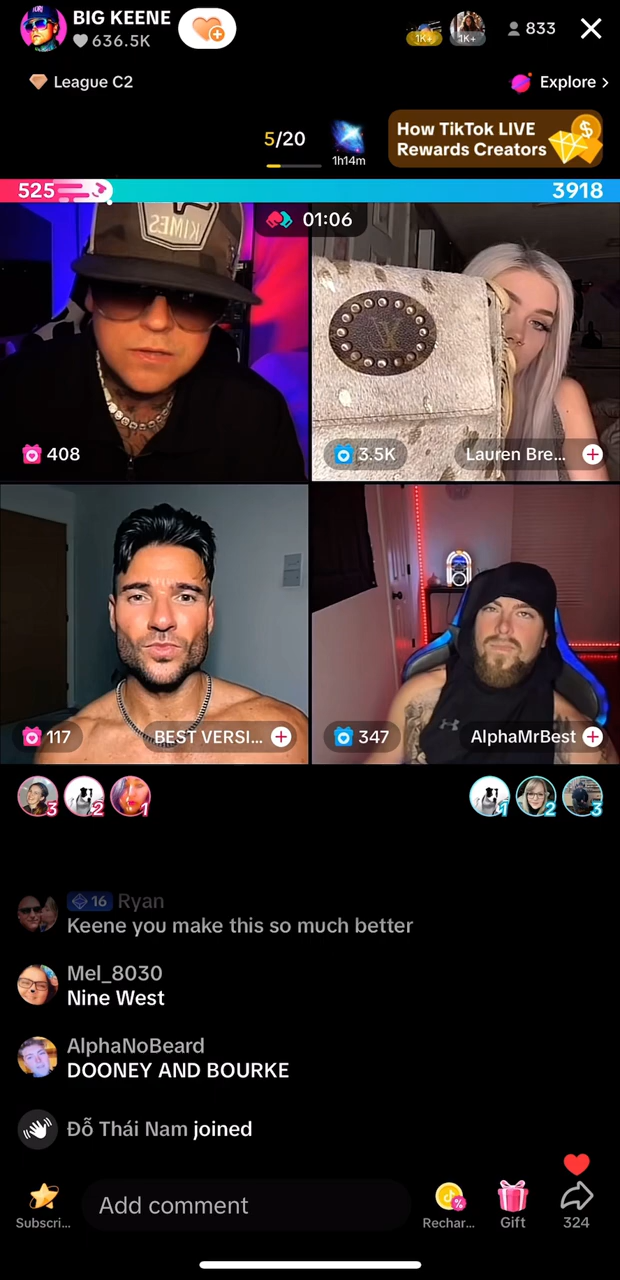 BIG KEENE
636.5K
1K+
1K+
833
League C2
Explore >
5/20
1h14m
How TikTok LIVE
Rewards Creators
525
3918
01:06
KIMES
LV
408
3.5K
Lauren Bre...
117
BEST VERSI...
347
AlphaMrBest
3
2
1
1
2
3
16 Ryan
Keene you make this so much better
Mel_8030
Nine West
AlphaNoBeard
DOONEY AND BOURKE
Đỗ Thái Nam joined
Add comment
Subscri...
Rechar...
Gift
324